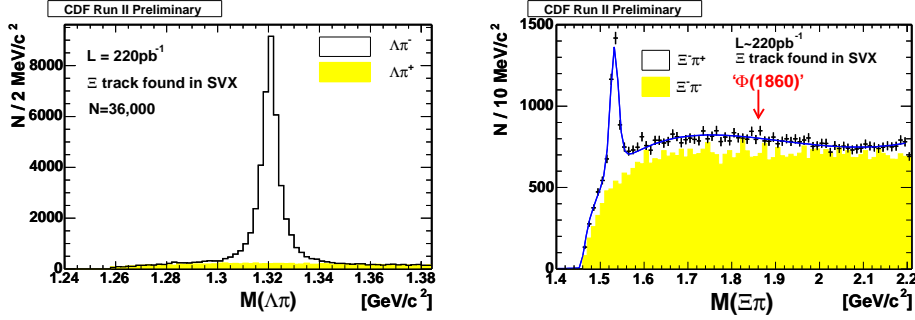 CDF Run II Preliminary
N / 2 MeV/c²
8000
6000
4000
2000
0
L = 220pb⁻¹
Ξ track found in SVX
N=36,000
Λπ⁻
Λπ⁺
1.24
1.26
1.28
1.3
1.32
1.34
1.36
1.38
M(Λπ)
[GeV/c²]
CDF Run II Preliminary
N / 10 MeV/c²
1500
1000
500
0
L~220pb⁻¹
Ξ track found in SVX
Ξ⁻π⁺
Ξ⁻π⁻
'Φ(1860)'
1.4
1.5
1.6
1.7
1.8
1.9
2
2.1
2.2
M(Ξπ)
[GeV/c²]